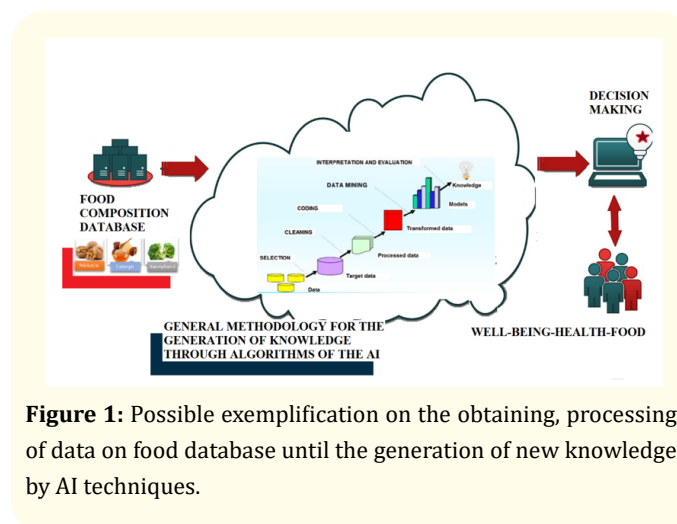 DECISION
MAKING
FOOD
COMPOSITION
DATABASE
INTERPRETATION AND EVALUATION
DATA MINING
Knowledge
CODING
Models
CLEANING
Transformed data
SELECTION
Processed data
Target data
Data
GENERAL METHODOLOGY FOR THE
GENERATION OF KNOWLEDGE
THROUGH ALGORITHMS OF THE AI
WELL-BEING-HEALTH-FOOD
Figure 1: Possible exemplification on the obtaining, processing
of data on food database until the generation of new knowledge
by AI techniques.